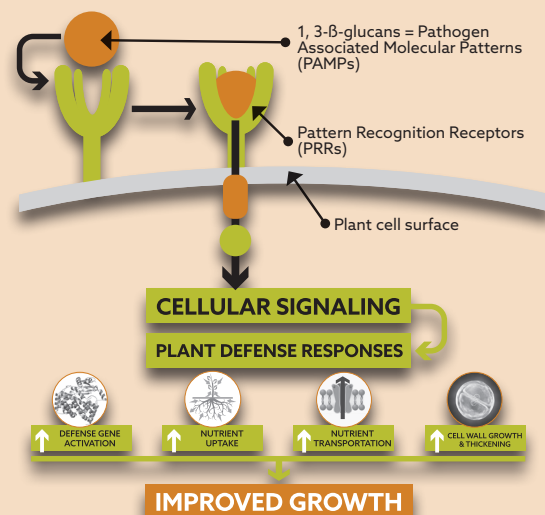 1, 3-ß-glucans = Pathogen
Associated Molecular Patterns
(PAMPs)
Pattern Recognition Receptors
(PRRs)
Plant cell surface
CELLULAR SIGNALING
PLANT DEFENSE RESPONSES
DEFENSE GENE
ACTIVATION
NUTRIENT
UPTAKE
NUTRIENT
TRANSPORTATION
CELL WALL GROWTH
& THICKENING
IMPROVED GROWTH